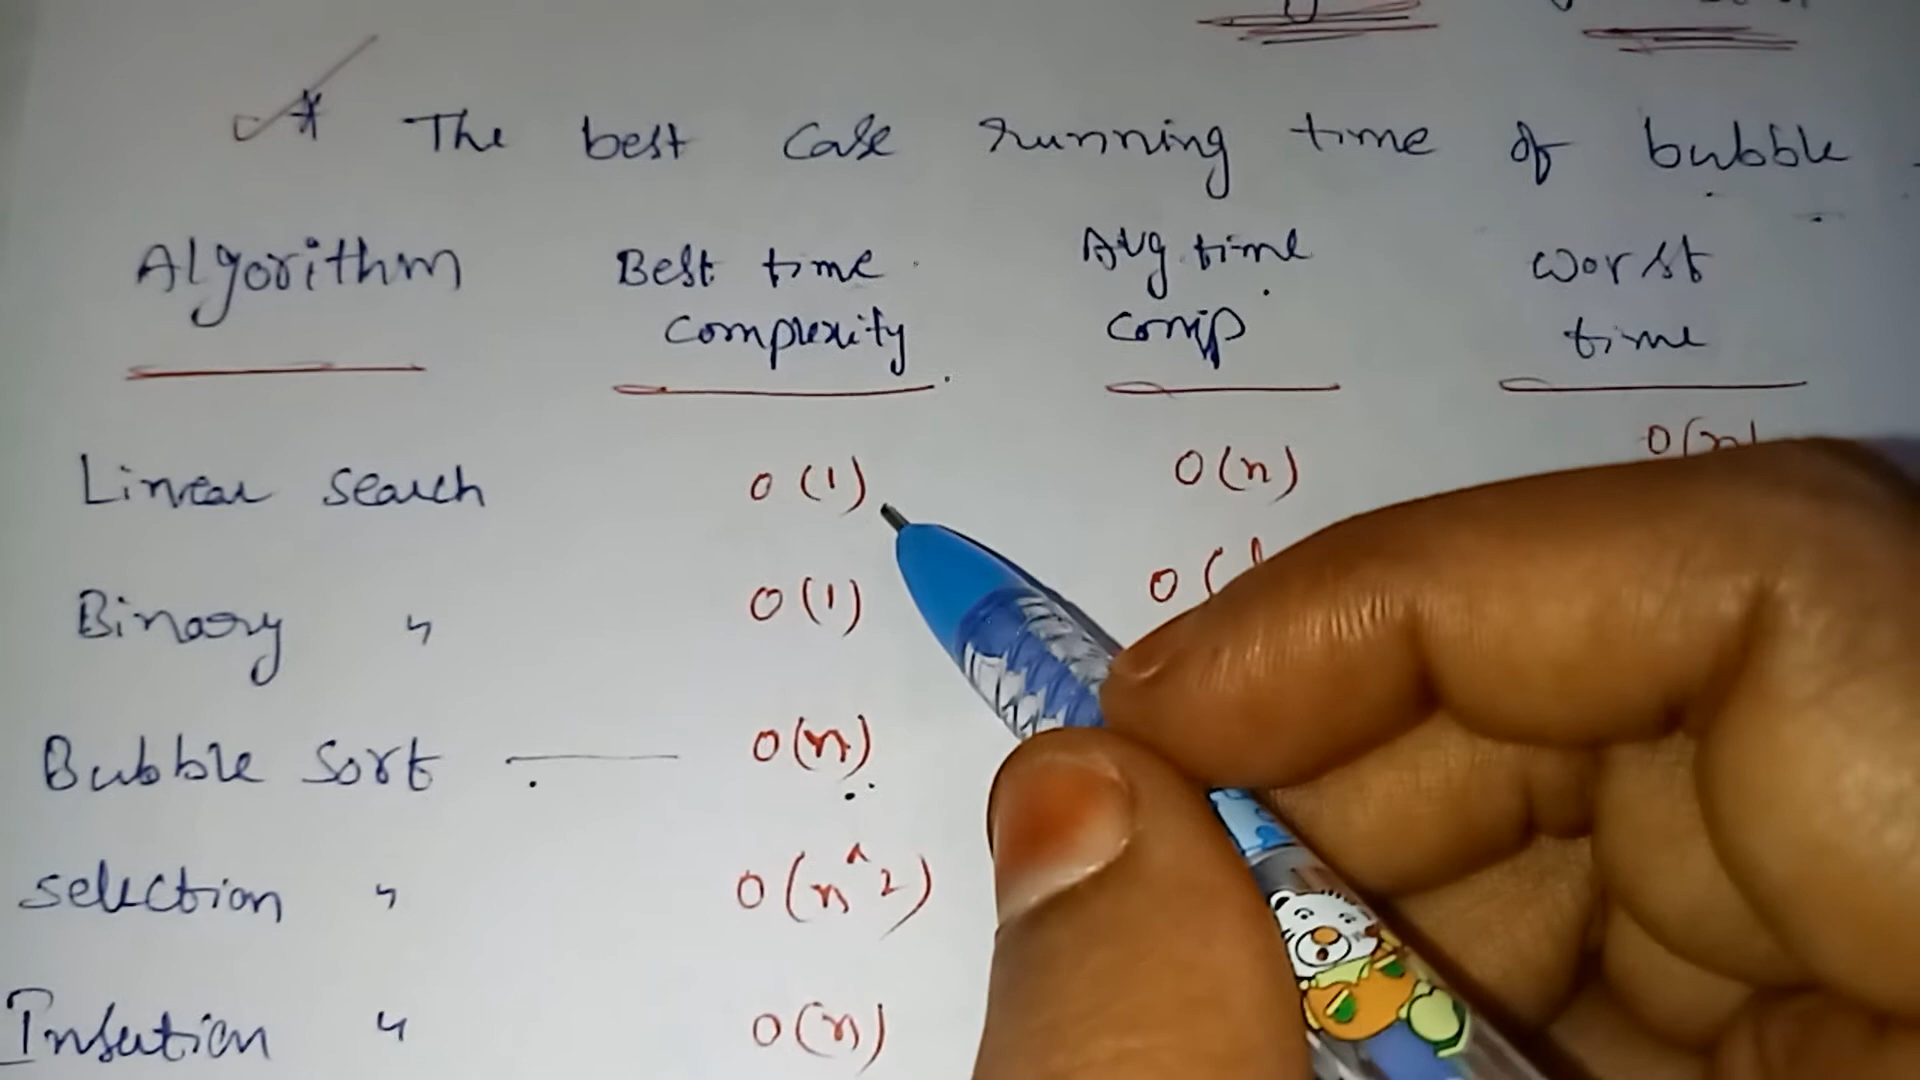 * The best case running time of bubble
Algorithm Best time complexity Avg time comp worst time
Linear search O(1) O(n) O(n)
Binary " O(1) O(
Bubble sort — O(n)
selection " O(n^2)
Insertion " O(n)